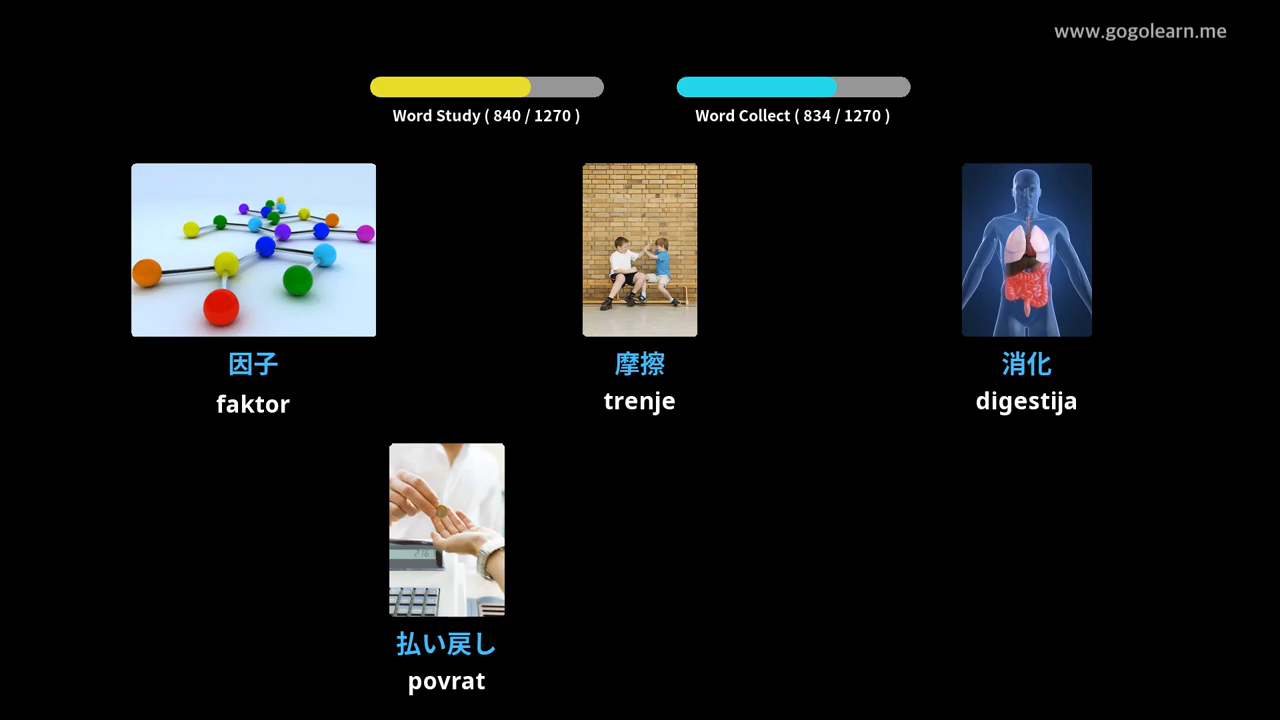 www.gogolearn.me
Word Study ( 840 / 1270 )
Word Collect ( 834 / 1270 )
因子
faktor
摩擦
trenje
消化
digestija
払い戻し
povrat